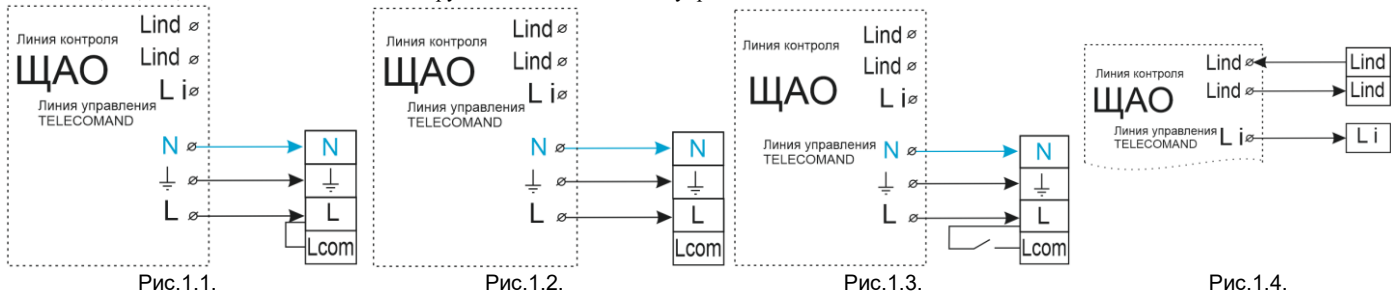 Линия контроля
ЩАО
Линия управления
TELECOMAND
Lind
Lind
L i
N
L
N
L
Lcom
Рис.1.1.
Линия контроля
ЩАО
Линия управления
TELECOMAND
Lind
Lind
L i
N
L
N
L
Lcom
Рис.1.2.
Линия контроля
ЩАО
Линия управления
TELECOMAND
Lind
Lind
L i
N
L
N
L
Lcom
Рис.1.3.
Линия контроля
ЩАО
Линия управления
TELECOMAND
Lind
Lind
L i
Lind
Lind
L i
Рис.1.4.